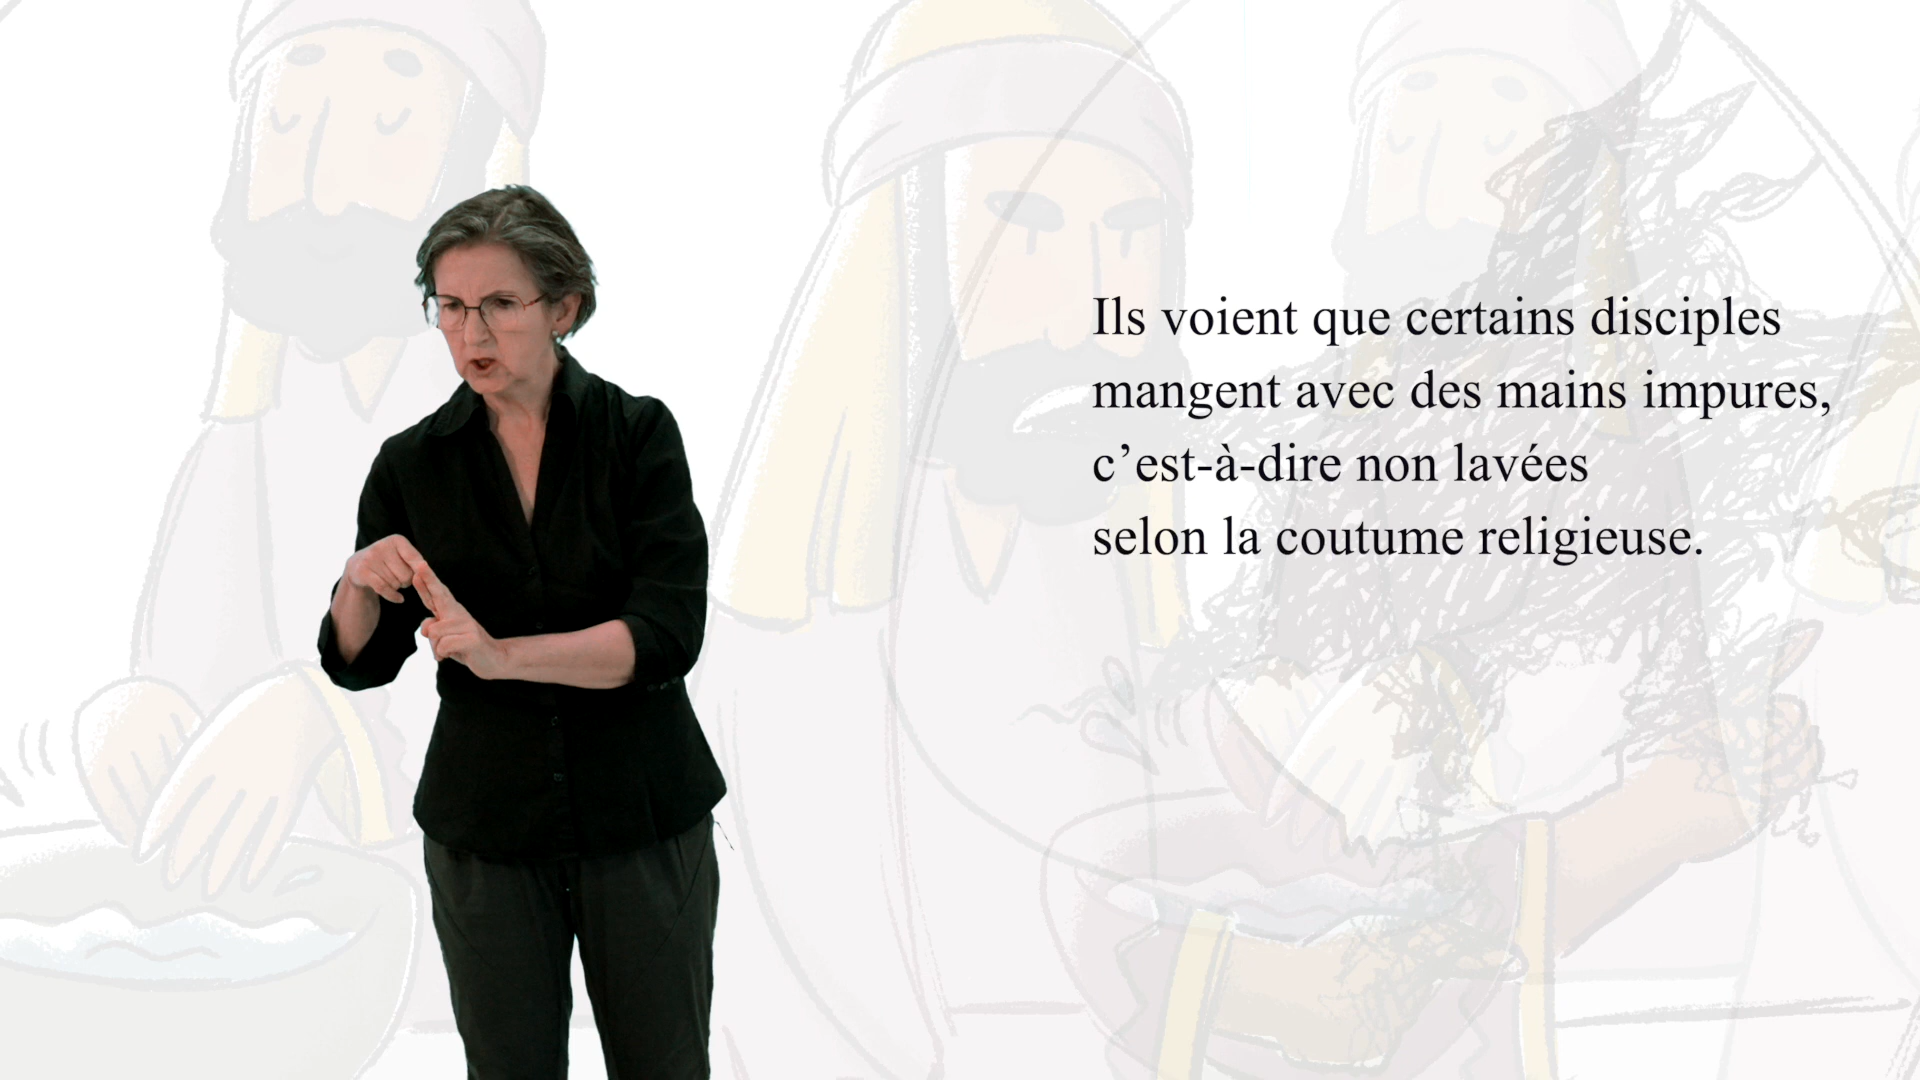 Ils voient que certains disciples
mangent avec des mains impures,
c’est-à-dire non lavées
selon la coutume religieuse.